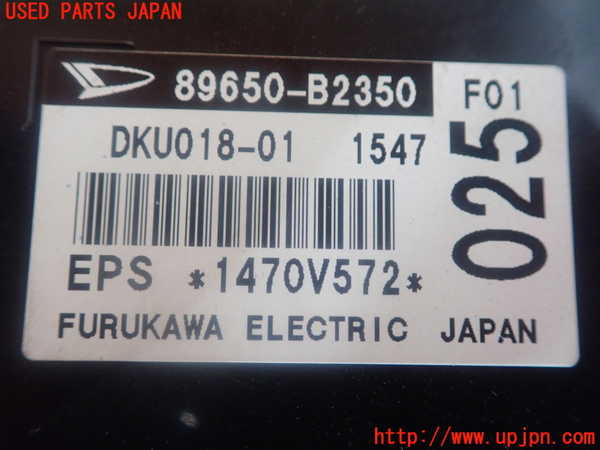 USED PARTS JAPAN
89650-B2350
F01
DKU018-01 1547
025
EPS *1470V572*
FURUKAWA ELECTRIC JAPAN
UPJ
http://www.upjpn.com/